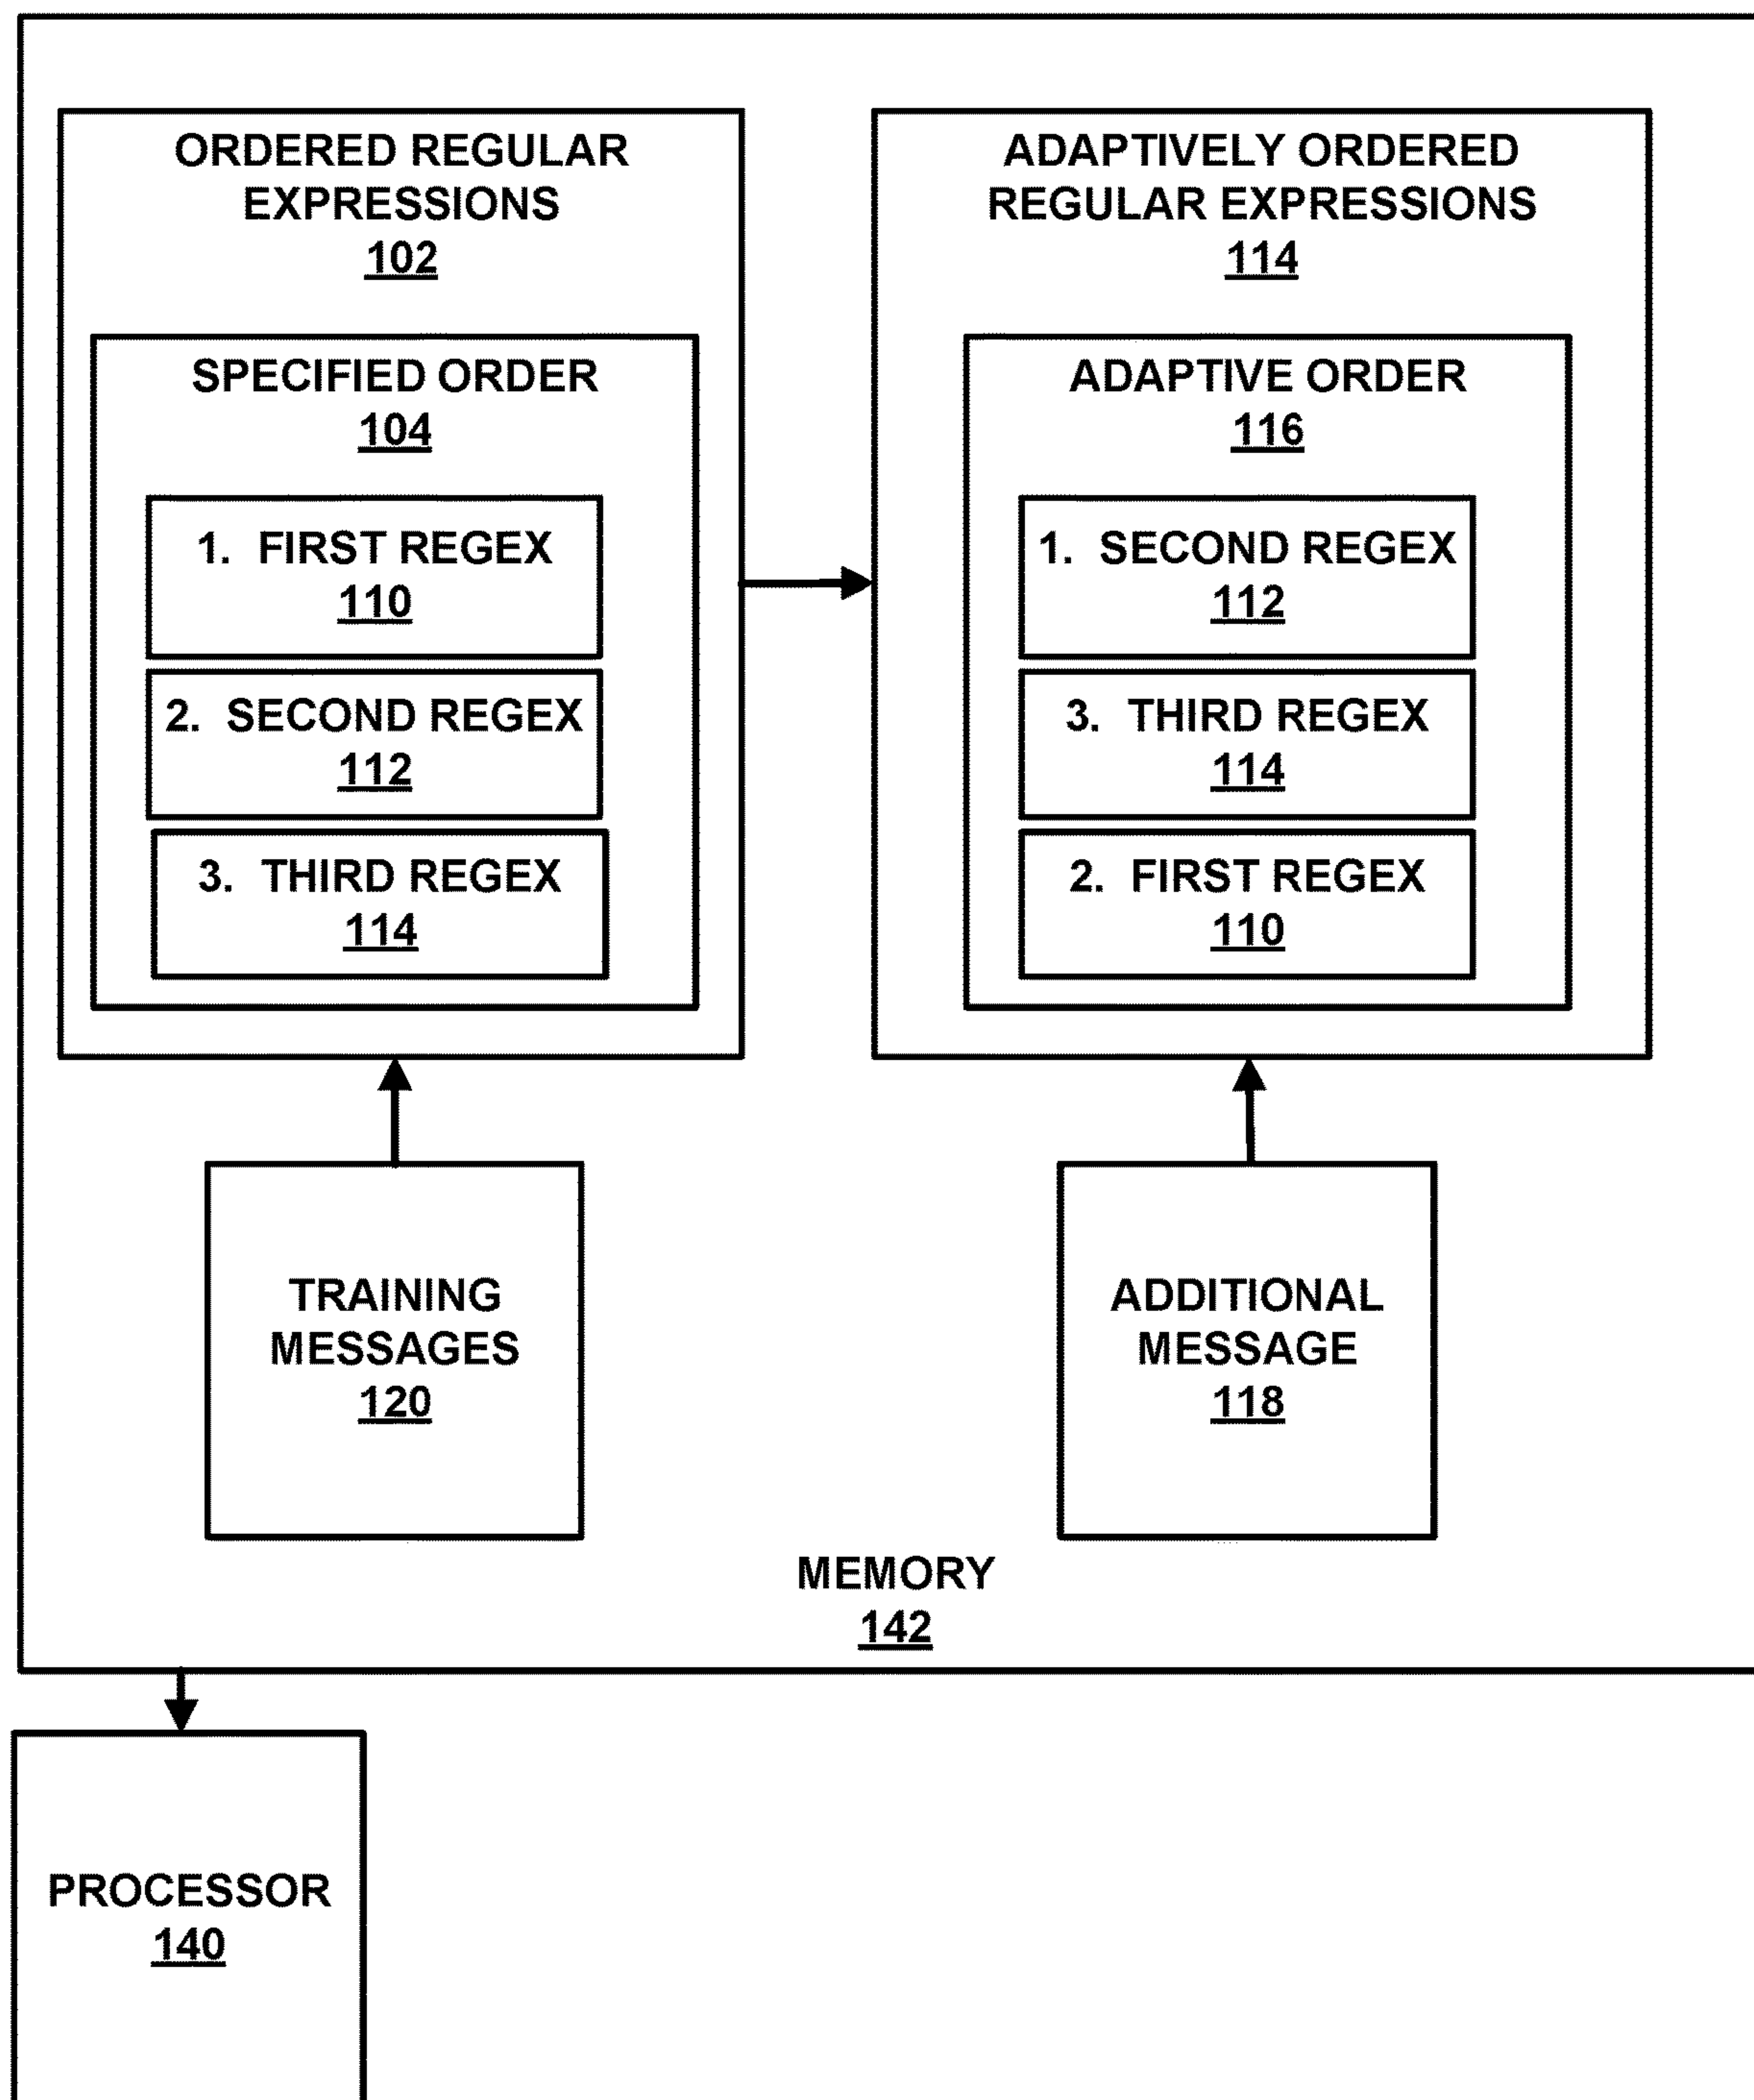 ORDERED REGULAR
EXPRESSIONS
102
SPECIFIED ORDER
104
1. FIRST REGEX
110
2. SECOND REGEX
112
3. THIRD REGEX
114
ADAPTIVELY ORDERED
REGULAR EXPRESSIONS
114
ADAPTIVE ORDER
116
1. SECOND REGEX
112
3. THIRD REGEX
114
2. FIRST REGEX
110
TRAINING
MESSAGES
120
ADDITIONAL
MESSAGE
118
MEMORY
142
PROCESSOR
140